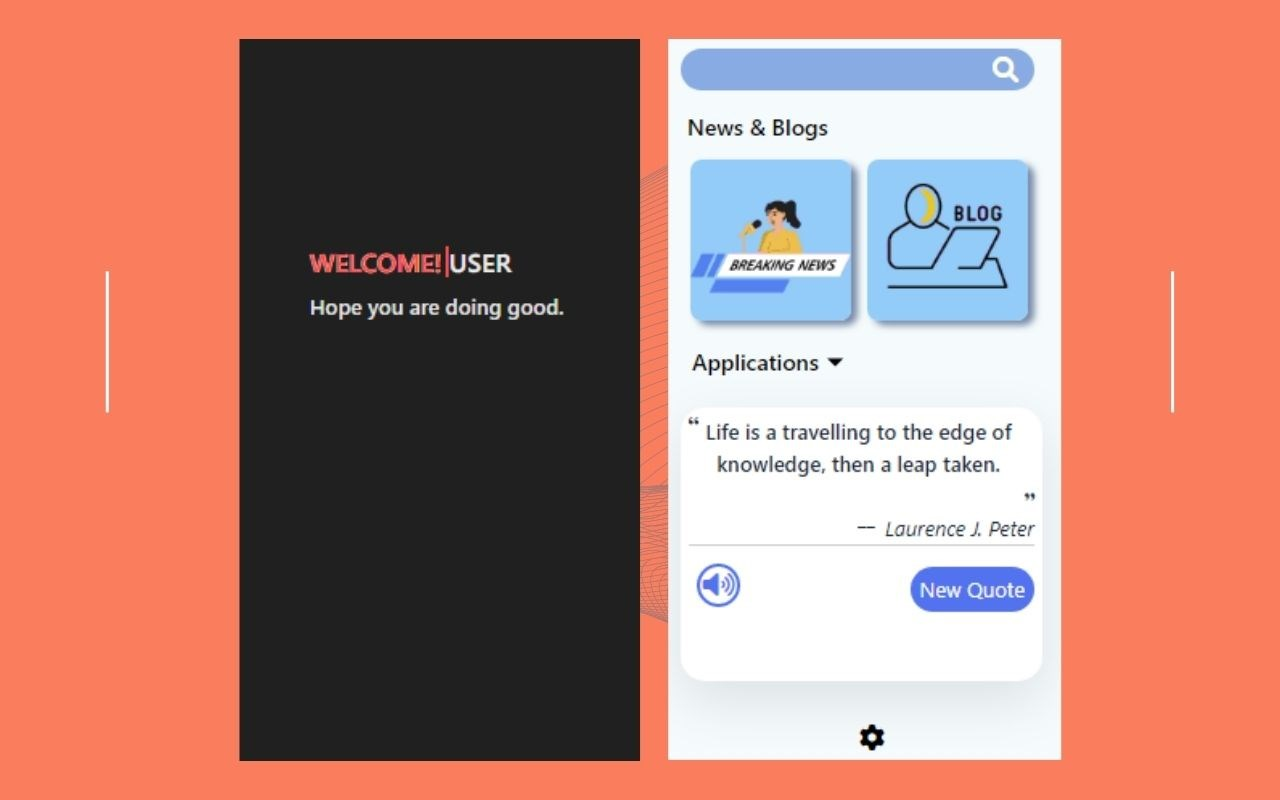 WELCOME! USER
Hope you are doing good.
News & Blogs
BREAKING NEWS
BLOG
Applications
“ Life is a travelling to the edge of
knowledge, then a leap taken.
”
— Laurence J. Peter
New Quote